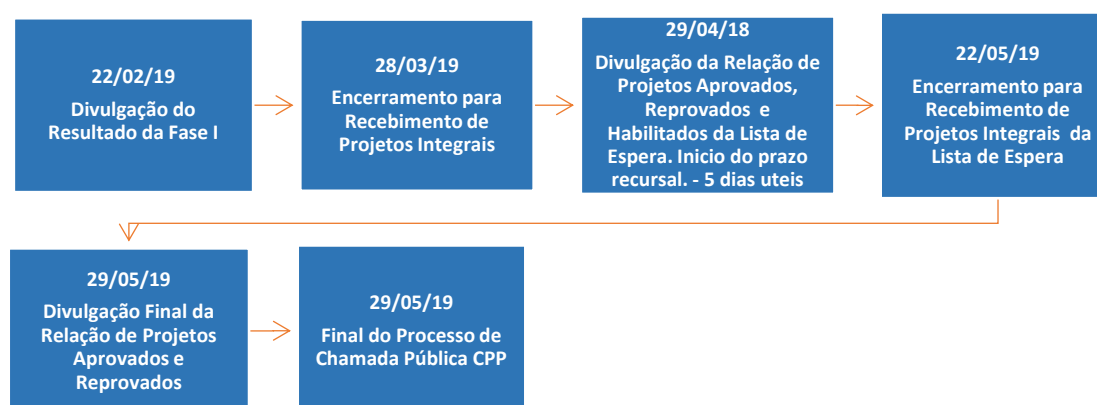 22/02/19
Divulgação do
Resultado da Fase I
28/03/19
Encerramento para
Recebimento de
Projetos Integrais
29/04/18
Divulgação da Relação de
Projetos Aprovados,
Reprovados e
Habilitados da Lista de
Espera. Inicio do prazo
recursal. - 5 dias uteis
22/05/19
Encerramento para
Recebimento de
Projetos Integrais da
Lista de Espera
29/05/19
Divulgação Final da
Relação de Projetos
Aprovados e
Reprovados
29/05/19
Final do Processo de
Chamada Pública CPP